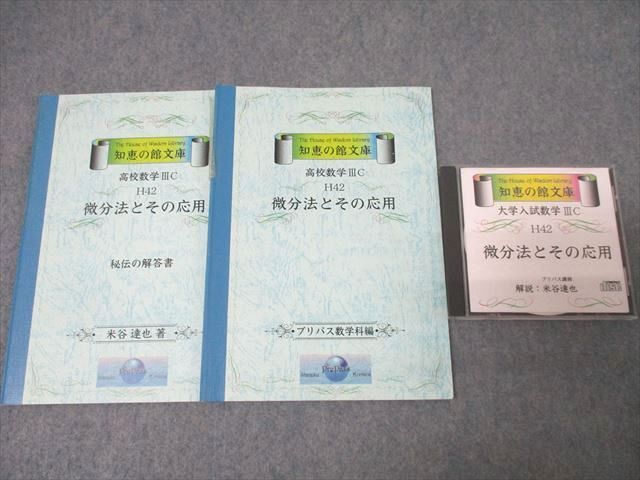 The House of Wisdom Library
知恵の館文庫
高校数学ⅢC
H42
微分法とその応用
秘伝の解答書
米谷 達也 著
PrePass
The House of Wisdom Library
知恵の館文庫
高校数学ⅢC
H42
微分法とその応用
プリパス数学科編
PrePass
The House of Wisdom Library
知恵の館文庫
大学入試数学ⅢC
H42
微分法とその応用
プリパス講師
解説：米谷達也